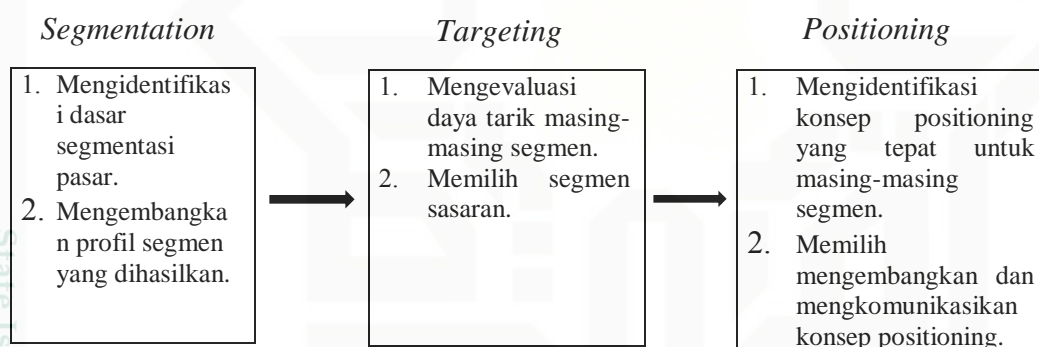 Segmentation
1. Mengidentifikas
i dasar
segmentasi
pasar.
2. Mengembangka
n profil segmen
yang dihasilkan.
Targeting
1. Mengevaluasi
daya tarik masing-
masing segmen.
2. Memilih segmen
sasaran.
Positioning
1. Mengidentifikasi
konsep positioning
yang tepat untuk
masing-masing
segmen.
2. Memilih
mengembangkan dan
mengkomunikasikan
konsep positioning.
State Is